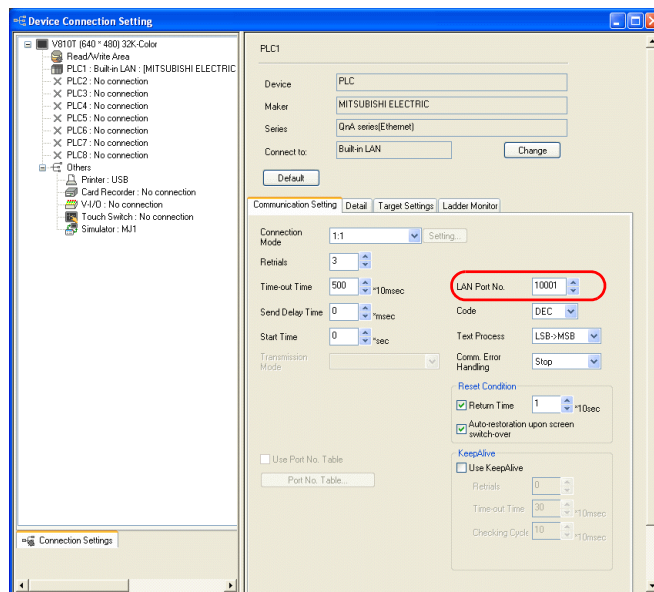 Device Connection Setting
V810T (640 * 480) 32K-Color
Read/Write Area
PLC1 : Built-in LAN : [MITSUBISHI ELECTRIC
PLC2 : No connection
PLC3 : No connection
PLC4 : No connection
PLC5 : No connection
PLC6 : No connection
PLC7 : No connection
PLC8 : No connection
Others
Printer : USB
Card Recorder : No connection
V-I/O : No connection
Touch Switch : No connection
Simulator : MJ1
Connection Settings
PLC1
Device PLC
Maker MITSUBISHI ELECTRIC
Series QnA series(Ethernet)
Connect to: Built-in LAN Change
Default
Communication Setting Detail Target Settings Ladder Monitor
Connection Mode 1:1 Setting...
Retrials 3
Time-out Time 500 *10msec LAN Port No. 10001
Send Delay Time 0 *msec Code DEC
Start Time 0 *sec Text Process LSB->MSB
Transmission Mode Comm. Error Handling Stop
Reset Condition
Return Time 1 *10sec
Auto-restoration upon screen
switch-over
Use Port No. Table KeepAlive
Use KeepAlive
Port No. Table... Retrials 0
Time-out Time 30 *10msec
Checking Cycle 10 *10msec